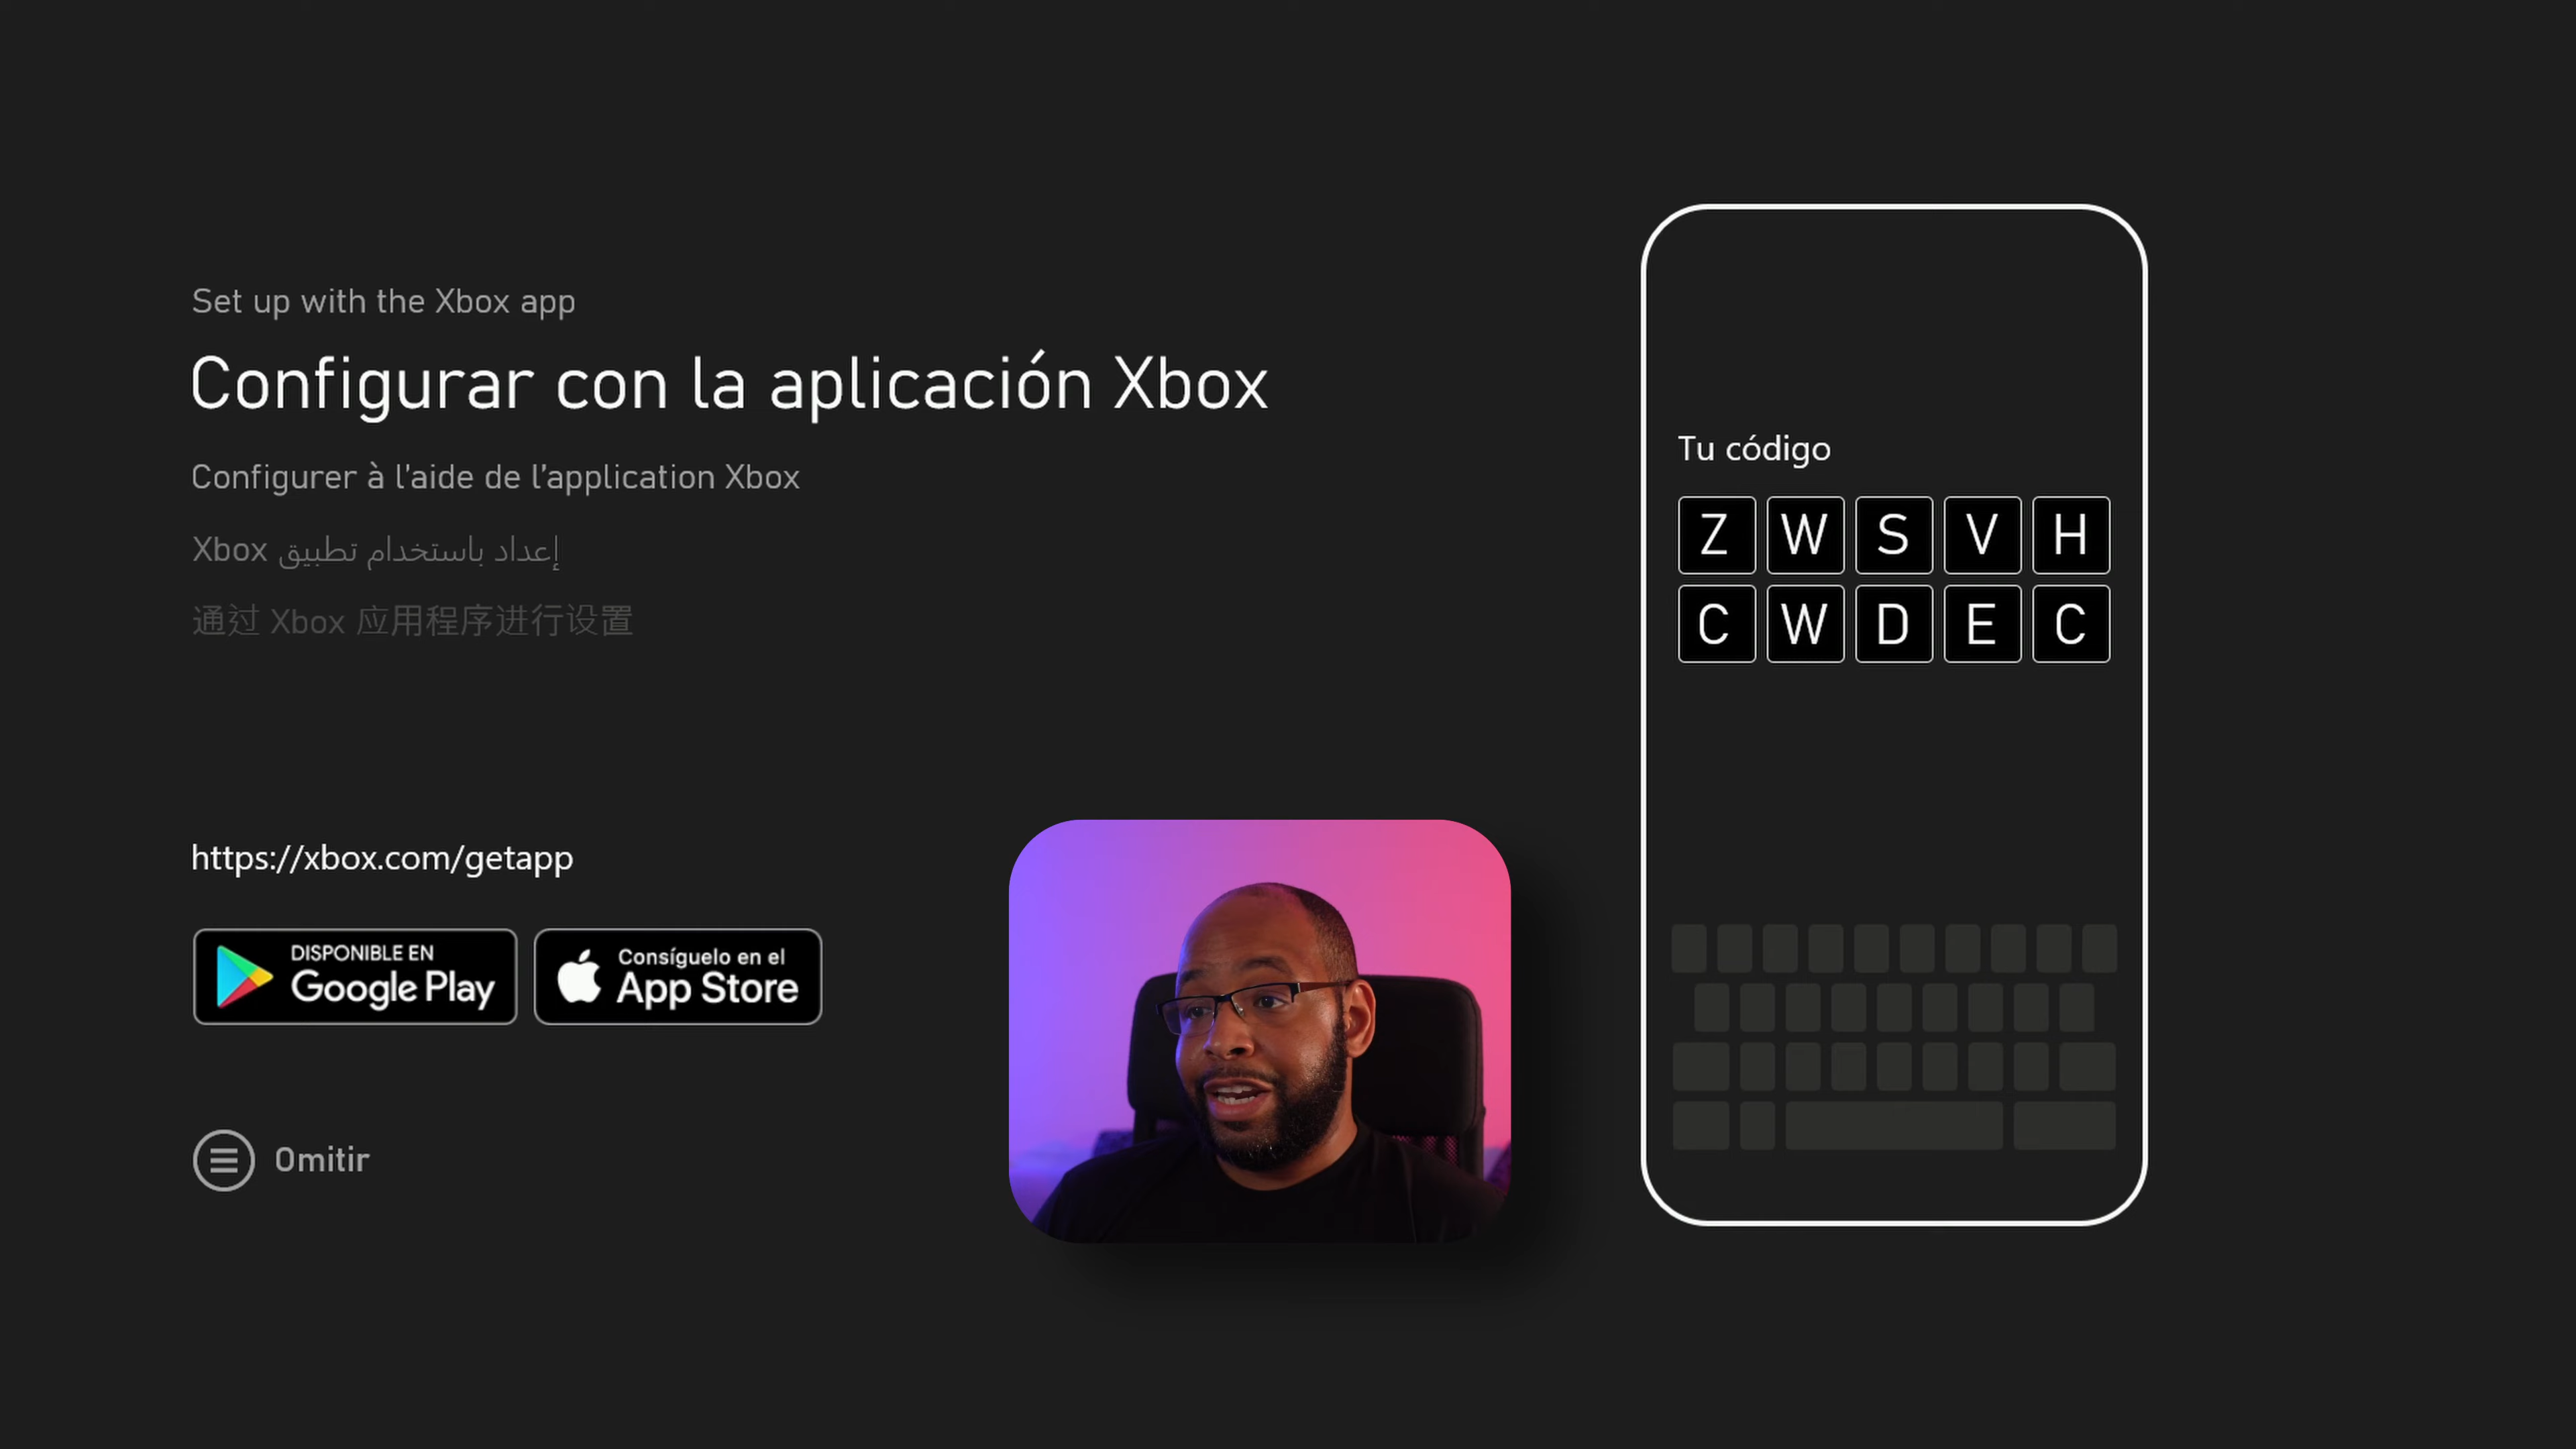 Set up with the Xbox app
Configurar con la aplicación Xbox
Configurer à l'aide de l'application Xbox
إعداد باستخدام تطبيق Xbox
通过 Xbox 应用程序进行设置
https://xbox.com/getapp
DISPONIBLE EN
Google Play
Consíguelo en el
App Store
Omitir
Tu código
Z W S V H
C W D E C